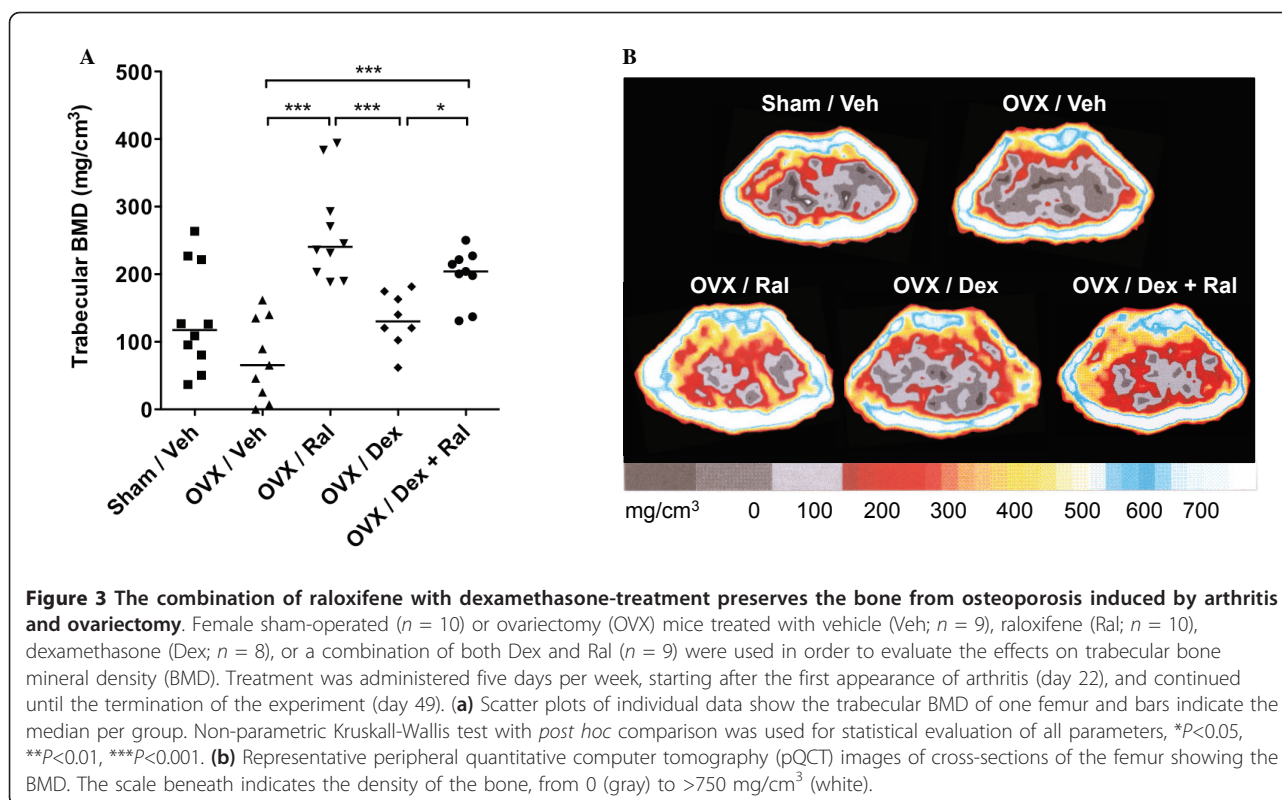 A
Trabecular BMD (mg/cm³)
500
400
300
200
100
0
***
***
***
*
Sham / Veh
OVX / Veh
OVX / Ral
OVX / Dex
OVX / Dex + Ral
B
Sham / Veh
OVX / Veh
OVX / Ral
OVX / Dex
OVX / Dex + Ral
mg/cm³ 0 100 200 300 400 500 600 700
Figure 3 The combination of raloxifene with dexamethasone-treatment preserves the bone from osteoporosis induced by arthritis
and ovariectomy. Female sham-operated (n = 10) or ovariectomy (OVX) mice treated with vehicle (Veh; n = 9), raloxifene (Ral; n = 10),
dexamethasone (Dex; n = 8), or a combination of both Dex and Ral (n = 9) were used in order to evaluate the effects on trabecular bone
mineral density (BMD). Treatment was administered five days per week, starting after the first appearance of arthritis (day 22), and continued
until the termination of the experiment (day 49). (a) Scatter plots of individual data show the trabecular BMD of one femur and bars indicate the
median per group. Non-parametric Kruskall-Wallis test with post hoc comparison was used for statistical evaluation of all parameters, *P<0.05,
**P<0.01, ***P<0.001. (b) Representative peripheral quantitative computer tomography (pQCT) images of cross-sections of the femur showing the
BMD. The scale beneath indicates the density of the bone, from 0 (gray) to >750 mg/cm³ (white).